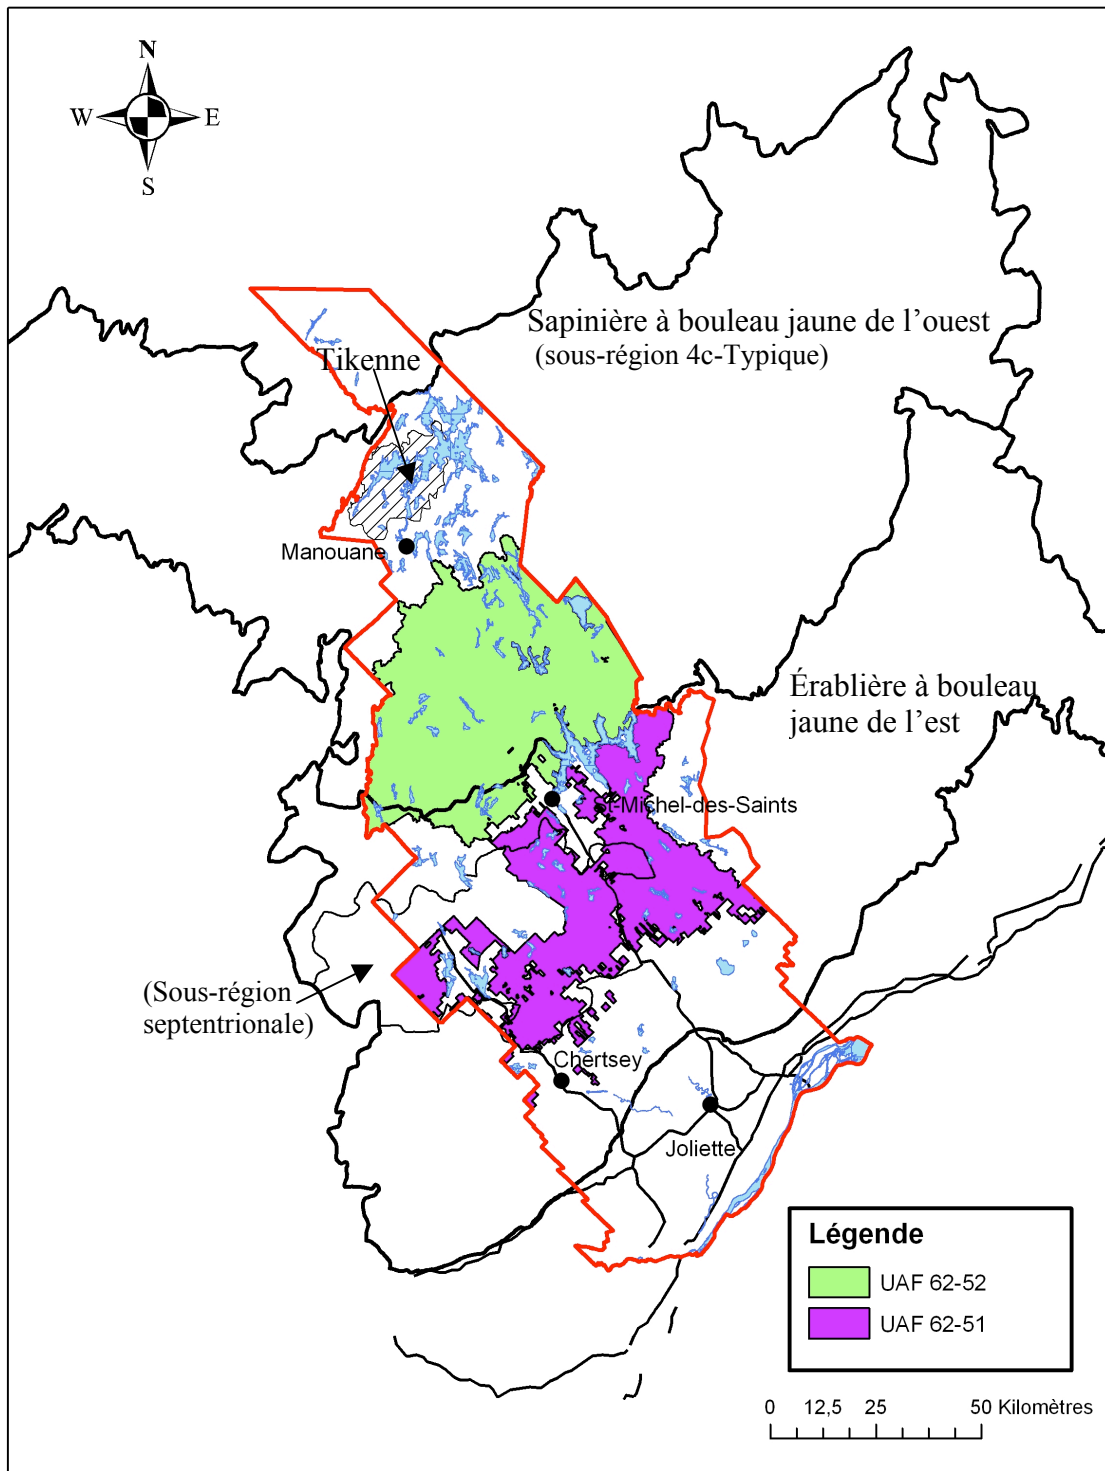 N
W
E
S
Sapinière à bouleau jaune de l'ouest
(sous-région 4c-Typique)
Tikenne
Manouane
Érablière à bouleau
jaune de l'est
St-Michel-des-Saints
(Sous-région
septentrionale)
Chertsey
Joliette
Légende
UAF 62-52
UAF 62-51
0 12,5 25 50 Kilomètres